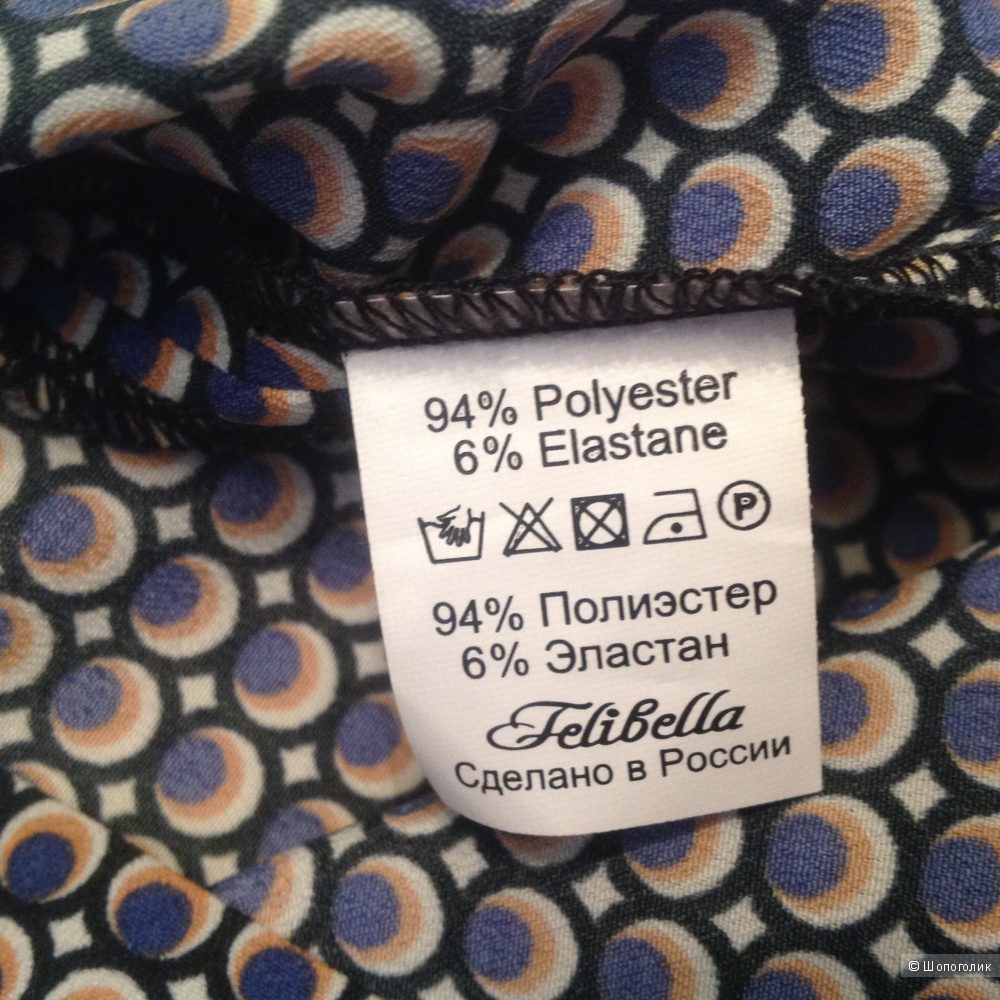 94% Polyester
6% Elastane
P
94% Полиэстер
6% Эластан
Felibella
Сделано в России
© Шопоголик